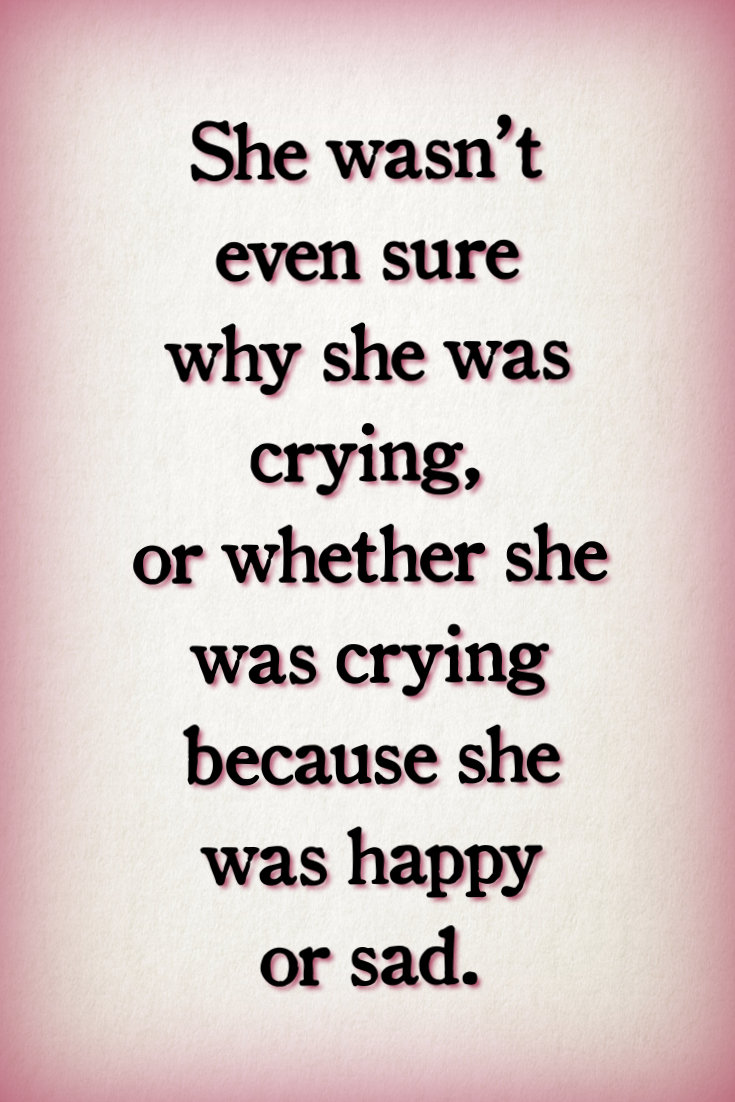 She wasn’t
even sure
why she was
crying,
or whether she
was crying
because she
was happy
or sad.